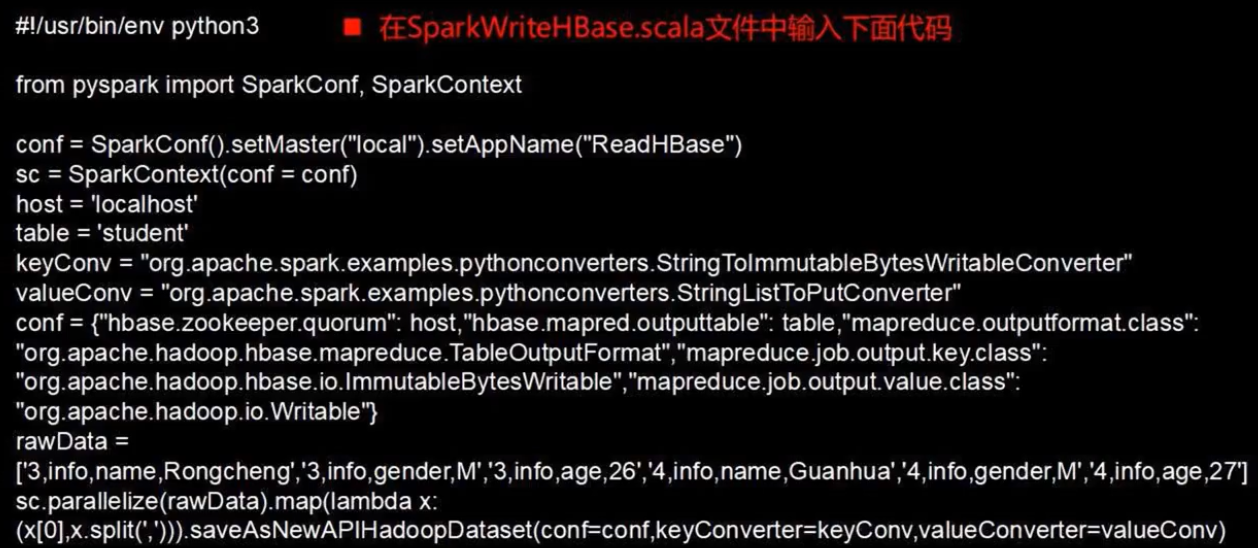 #!/usr/bin/env python3
■ 在SparkWriteHBase.scala文件中输入下面代码
from pyspark import SparkConf, SparkContext
conf = SparkConf().setMaster("local").setAppName("ReadHBase")
sc = SparkContext(conf = conf)
host = 'localhost'
table = 'student'
keyConv = "org.apache.spark.examples.pythonconverters.StringToImmutableBytesWritableConverter"
valueConv = "org.apache.spark.examples.pythonconverters.StringListToPutConverter"
conf = {"hbase.zookeeper.quorum": host,"hbase.mapred.outputtable": table,"mapreduce.outputformat.class":
"org.apache.hadoop.hbase.mapreduce.TableOutputFormat","mapreduce.job.output.key.class":
"org.apache.hadoop.hbase.io.ImmutableBytesWritable","mapreduce.job.output.value.class":
"org.apache.hadoop.io.Writable"}
rawData =
['3,info,name,Rongcheng','3,info,gender,M','3,info,age,26','4,info,name,Guanhua','4,info,gender,M','4,info,age,27']
sc.parallelize(rawData).map(lambda x:
(x[0],x.split(','))).saveAsNewAPIHadoopDataset(conf=conf,keyConverter=keyConv,valueConverter=valueConv)